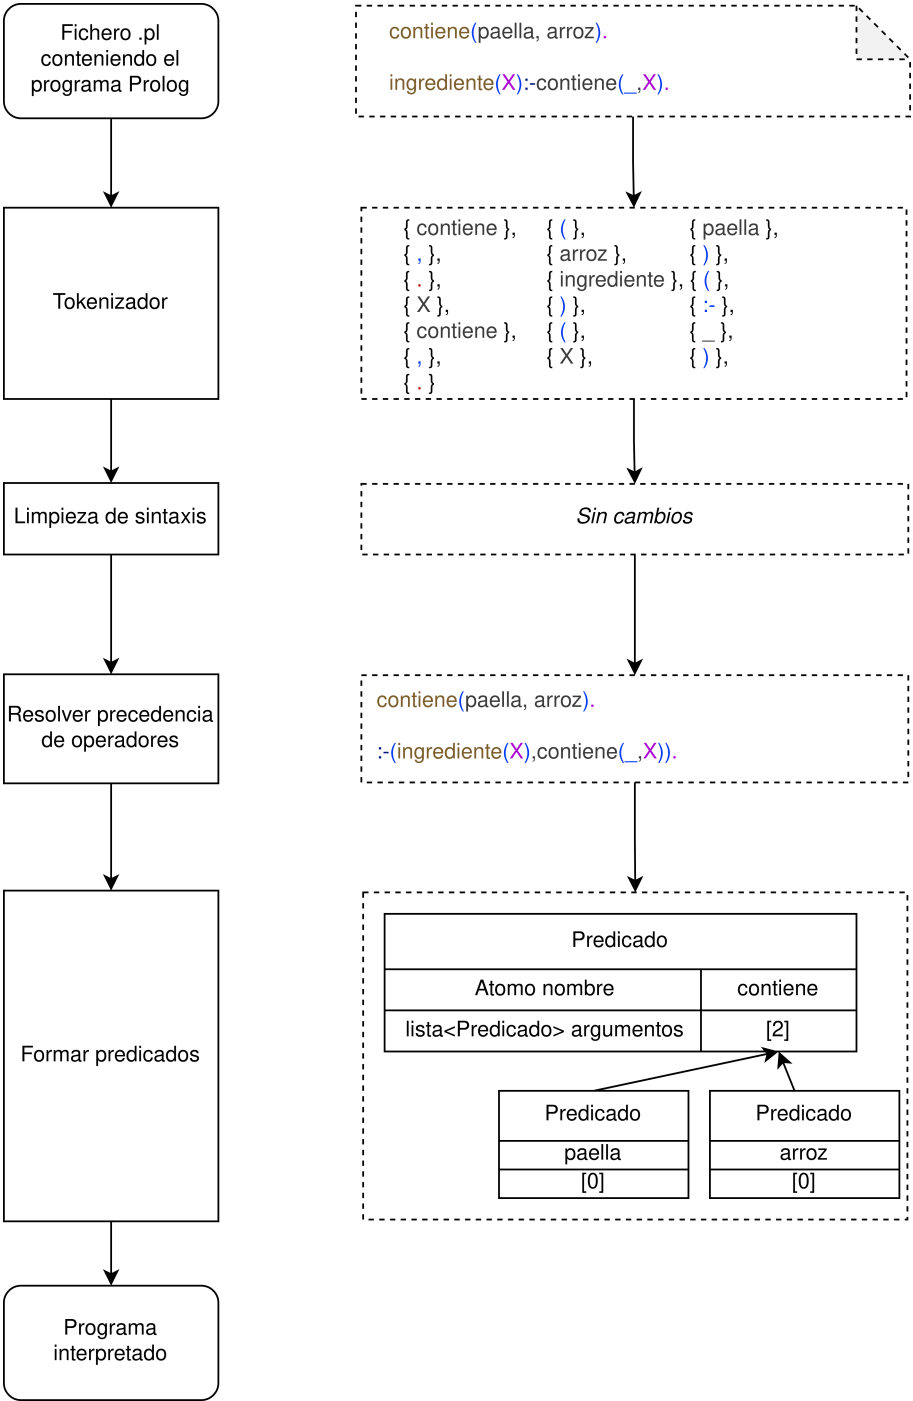 Fichero .pl
conteniendo el
programa Prolog
contiene(paella, arroz).
ingrediente(X):-contiene(_,X).
Tokenizador
{ contiene }, { ( }, { paella },
{ , }, { arroz }, { ) },
{ . }, { ingrediente }, { ( },
{ X }, { ) }, { :- },
{ contiene }, { ( }, { _ },
{ , }, { X }, { ) },
{ . }
Limpieza de sintaxis
Sin cambios
Resolver precedencia
de operadores
contiene(paella, arroz).
:-(ingrediente(X),contiene(_,X)).
Formar predicados
Predicado
Atomo nombre contiene
lista<Predicado> argumentos [2]
Predicado Predicado
paella arroz
[0] [0]
Programa
interpretado